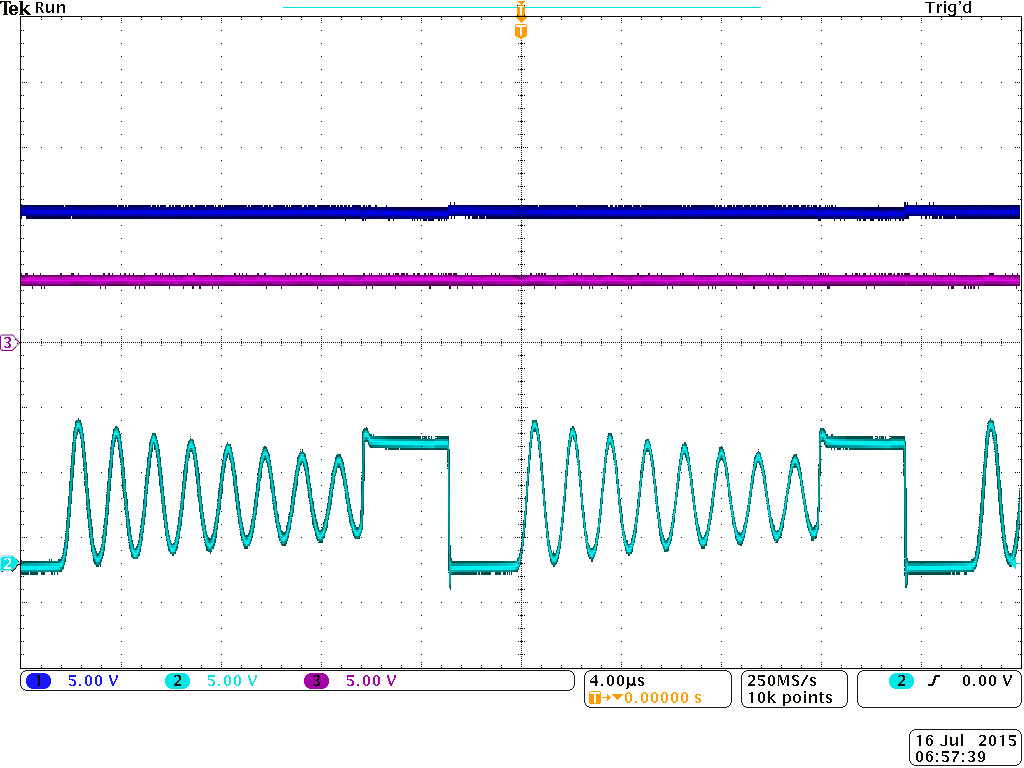 Tek Run Trig'd
T
T
3
2
1 5.00 V 2 5.00 V 3 5.00 V
4.00µs 250MS/s 2 0.00 V
T 0.00000 s 10k points
16 Jul 2015
06:57:39